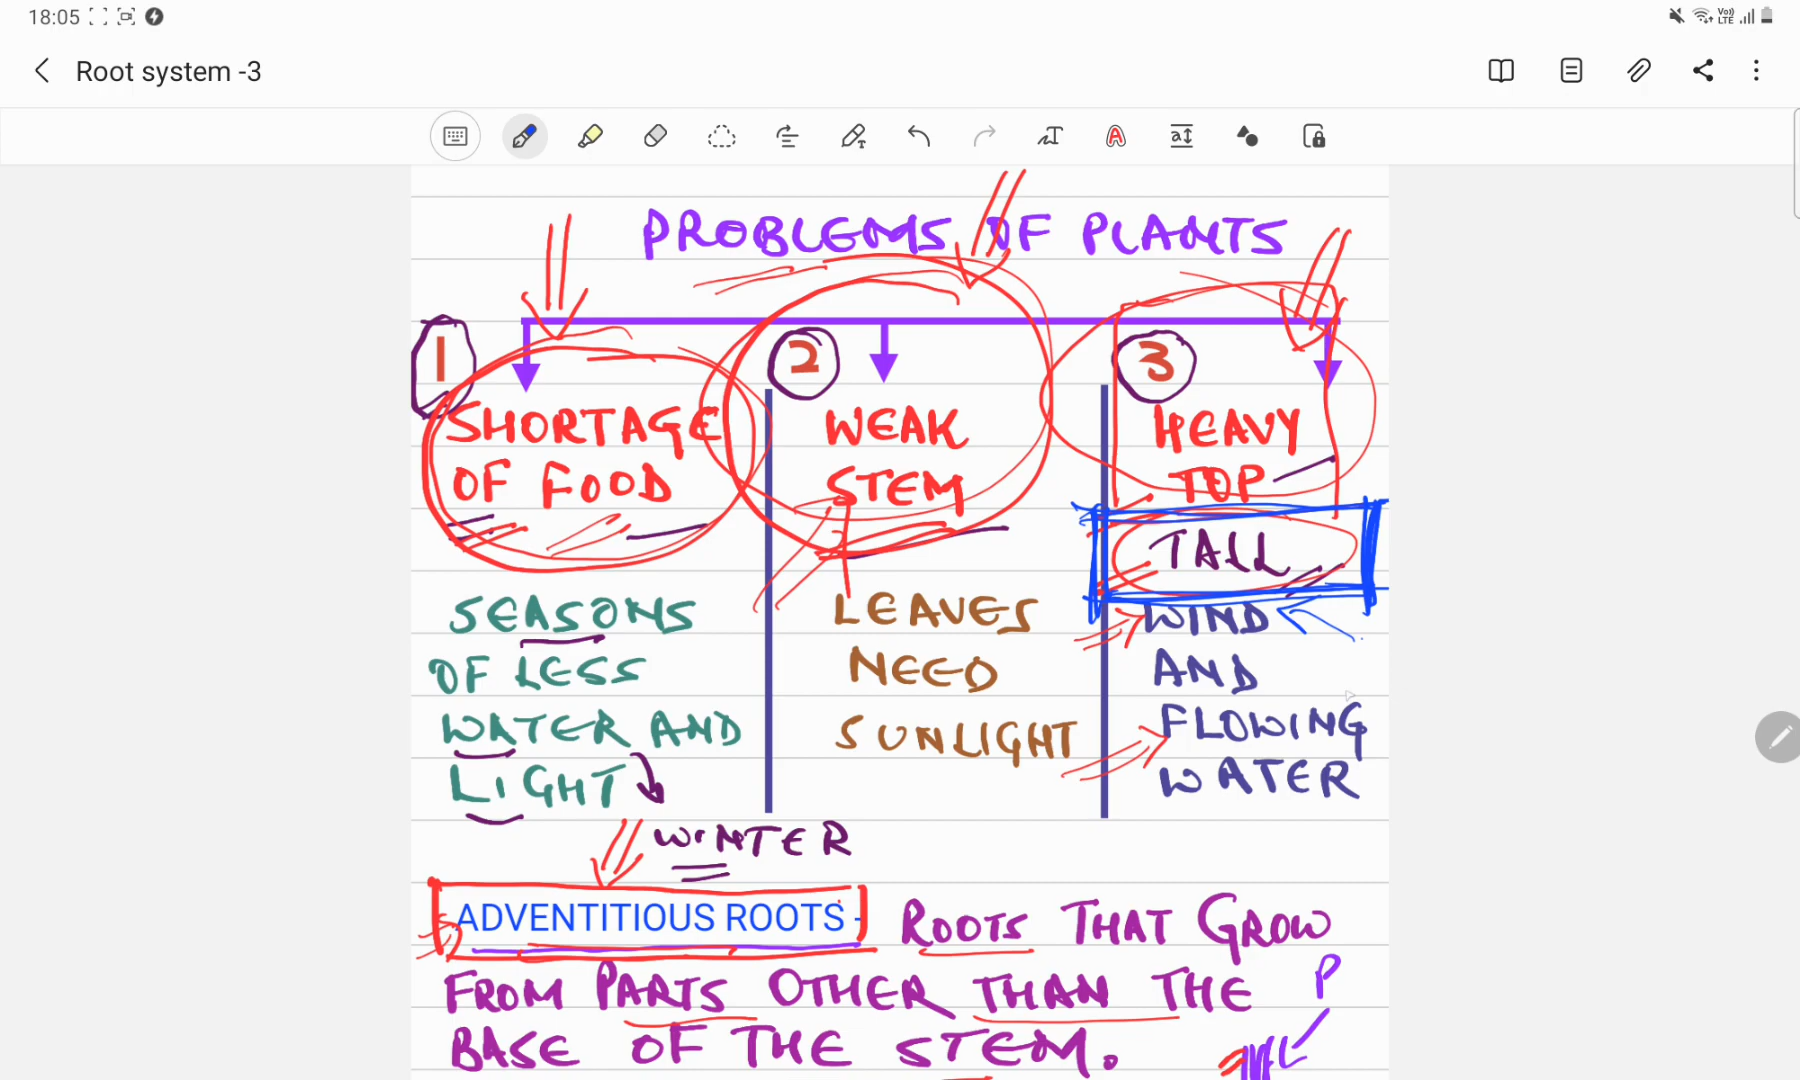 18:05
Root system -3
PROBLEMS OF PLANTS
1
2
3
SHORTAGE
OF FOOD
WEAK
STEM
HEAVY
TOP
TALL
SEASONS
OF LESS
WATER AND
LIGHT
WINTER
LEAVES
NEED
SUNLIGHT
WIND
AND
FLOWING
WATER
ADVENTITIOUS ROOTS - ROOTS THAT GROW
FROM PARTS OTHER THAN THE
BASE OF THE STEM.
P